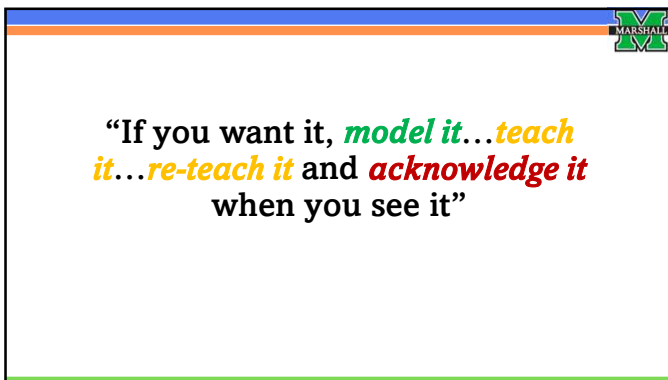 MARSHALL
“If you want it, model it…teach
it…re-teach it and acknowledge it
when you see it”